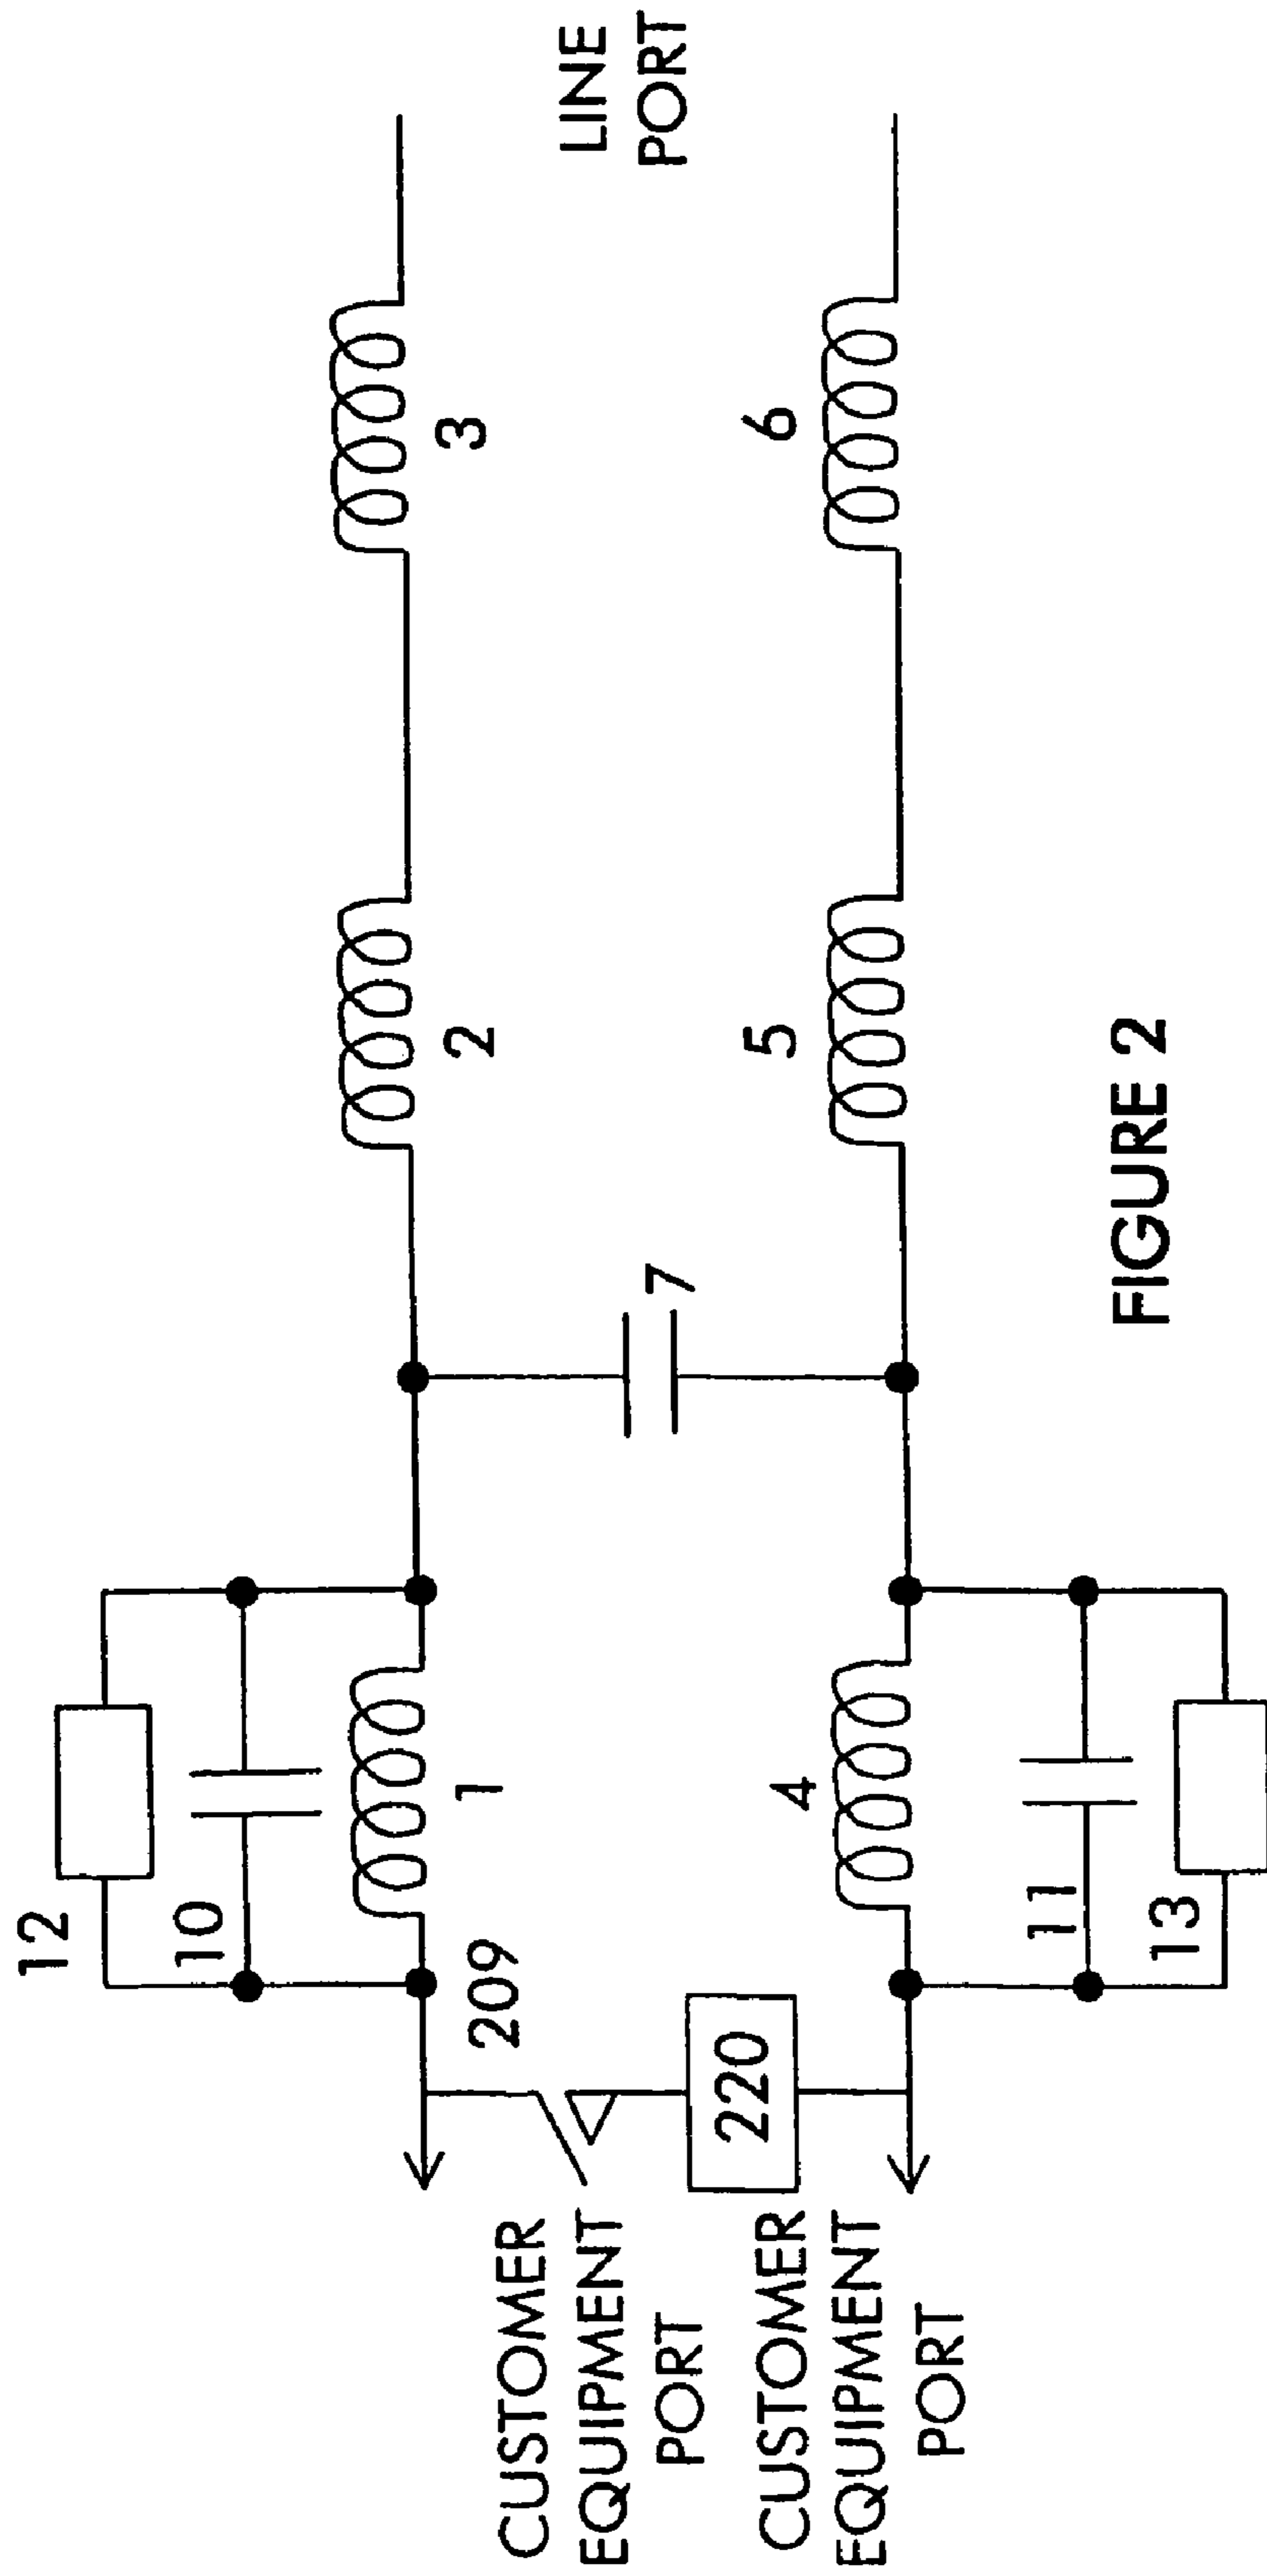 12
10
1
209
CUSTOMER
EQUIPMENT
PORT
220
CUSTOMER
EQUIPMENT
PORT
4
11
13
7
2
5
3
6
LINE
PORT
FIGURE 2